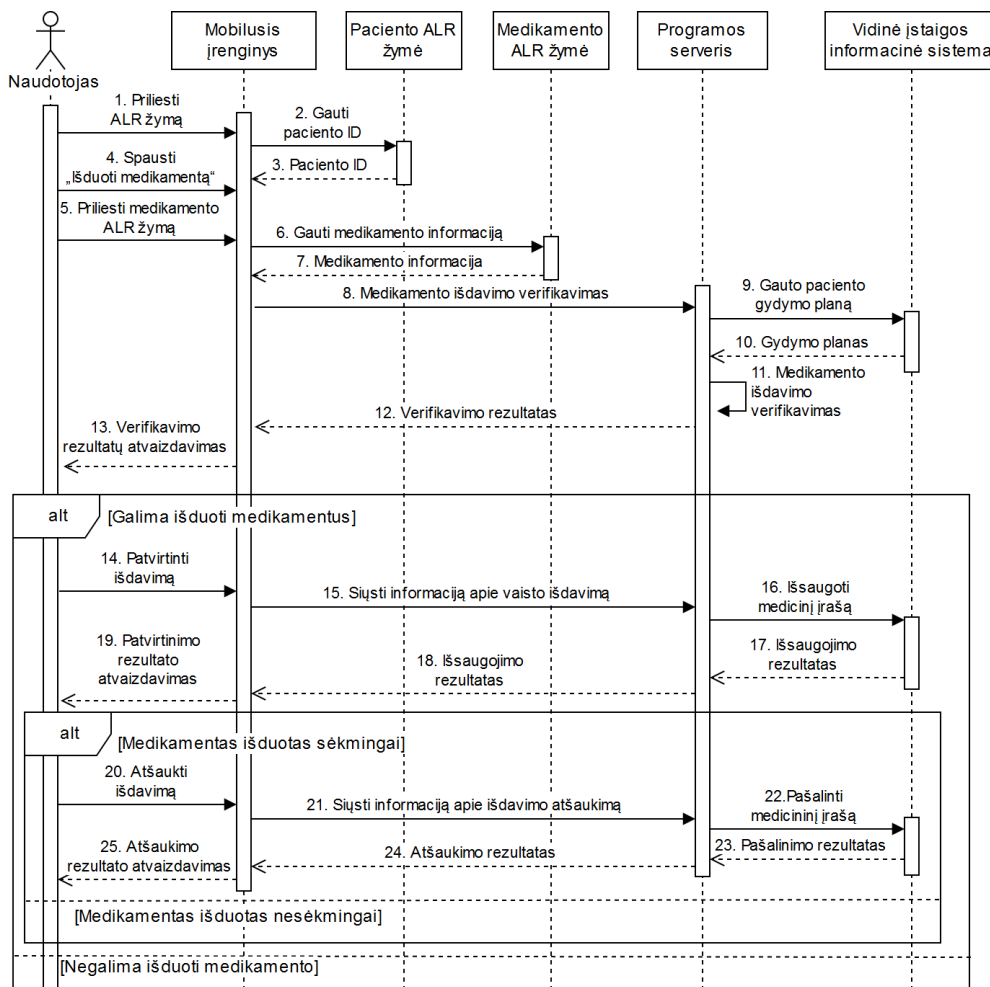 Naudotojas
Mobilusis
įrenginys
Paciento ALR
žymė
Medikamento
ALR žymė
Programos
serveris
Vidinė įstaigos
informacinė sistema
1. Priliesti
ALR žymą
2. Gauti
paciento ID
3. Paciento ID
4. Spausti
„Išduoti medikamentą“
5. Priliesti medikamento
ALR žymą
6. Gauti medikamento informaciją
7. Medikamento informacija
8. Medikamento išdavimo verifikavimas
9. Gauto paciento
gydymo planą
10. Gydymo planas
11. Medikamento
išdavimo
verifikavimas
12. Verifikavimo rezultatas
13. Verifikavimo
rezultatų atvaizdavimas
alt
[Galima išduoti medikamentus]
14. Patvirtinti
išdavimą
15. Siųsti informaciją apie vaisto išdavimą
16. Išsaugoti
medicinį įrašą
17. Išsaugojimo
rezultatas
18. Išsaugojimo
rezultatas
19. Patvirtinimo
rezultato
atvaizdavimas
alt
[Medikamentas išduotas sėkmingai]
20. Atšaukti
išdavimą
21. Siųsti informaciją apie išdavimo atšaukimą
22.Pašalinti
medicininį įrašą
23. Pašalinimo rezultatas
24. Atšaukimo rezultatas
25. Atšaukimo
rezultato atvaizdavimas
[Medikamentas išduotas nesėkmingai]
[Negalima išduoti medikamento]